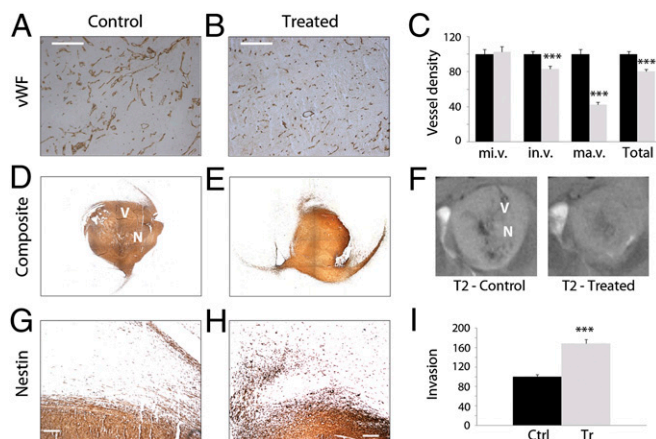 Control
Treated
A
B
C
vWF
Vessel density
120
80
40
0
***
***
***
mi.v.
in.v.
ma.v.
Total
D
E
F
Composite
V
N
V
N
T2 - Control
T2 - Treated
G
H
I
Nestin
Invasion
200
160
120
80
40
0
***
Ctrl
Tr